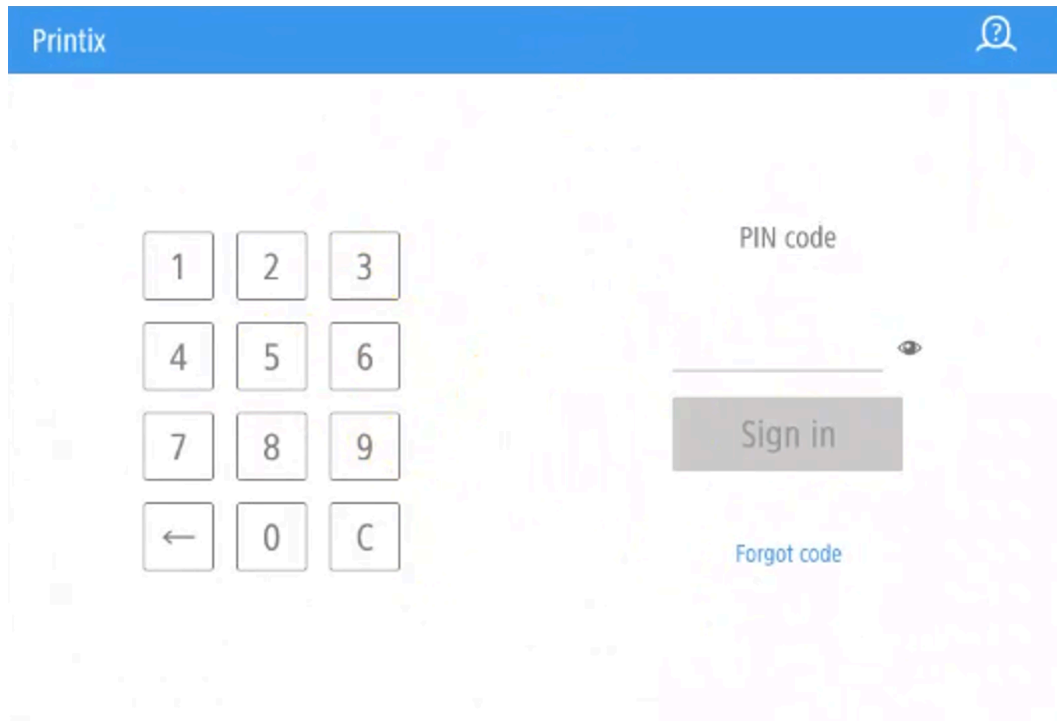 Printix
PIN code
1 2 3
4 5 6
7 8 9
← 0 C
Sign in
Forgot code